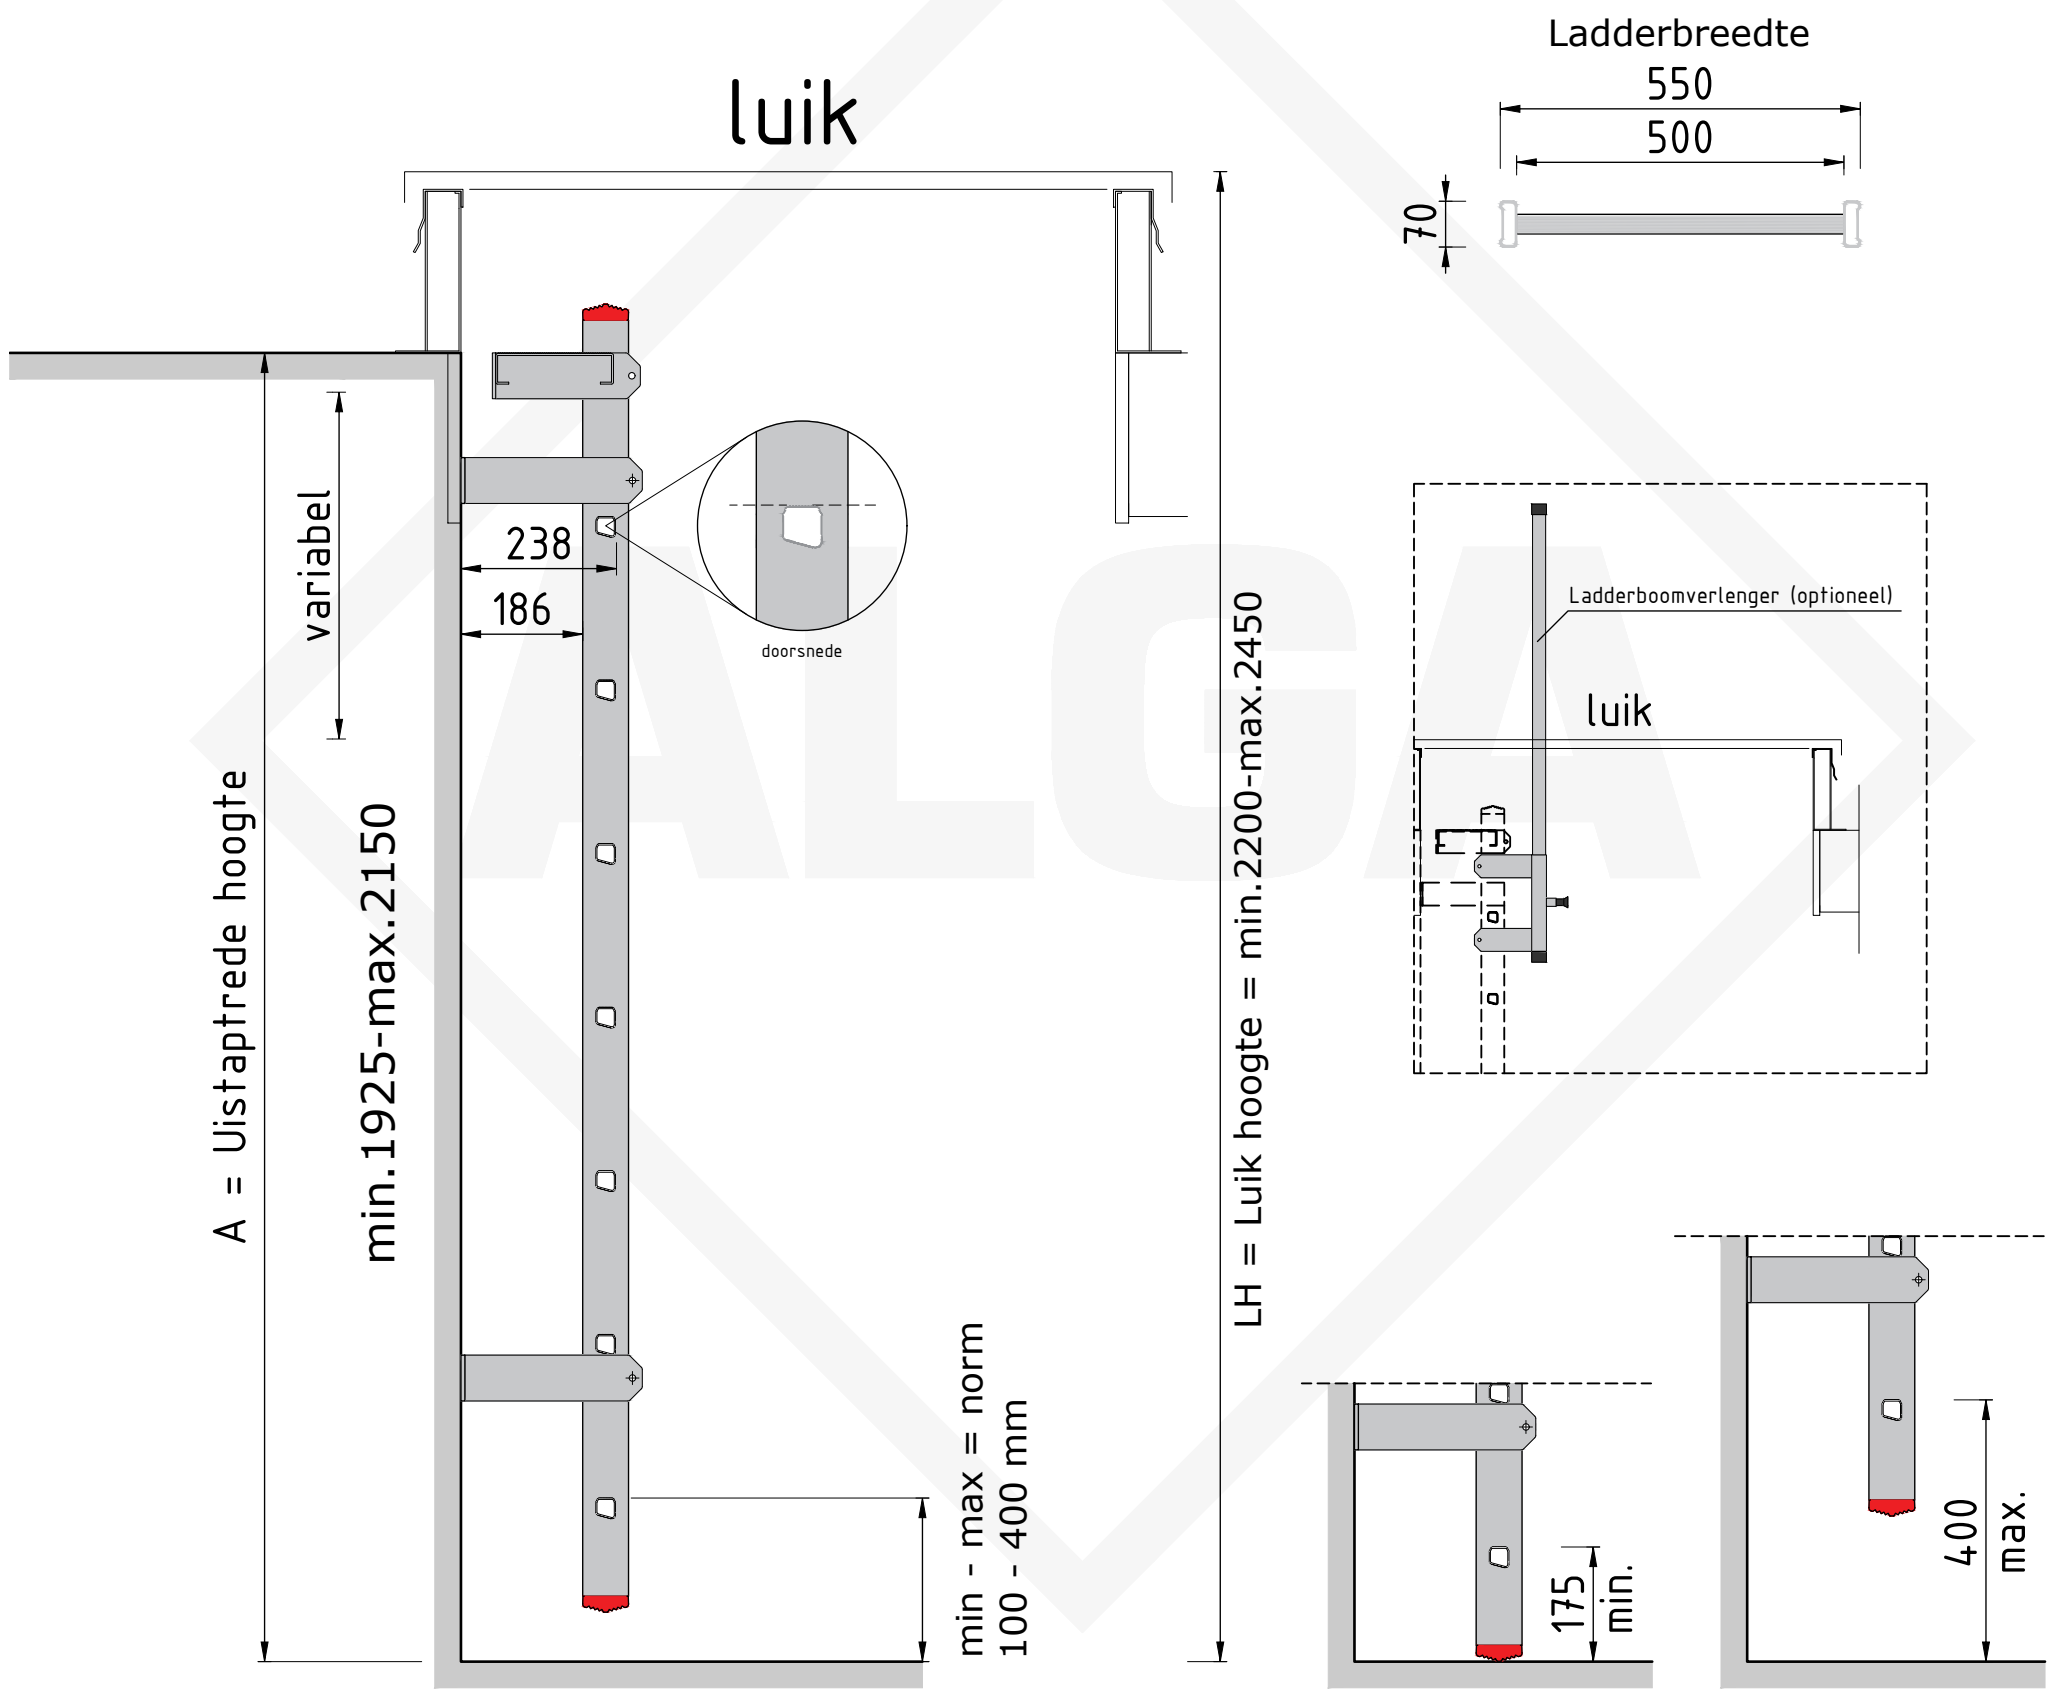 Ladderbreedte
550
500
70
luik
variabel
238
186
doorsnede
A = Uistaptrede hoogte
min.1925-max.2150
LH = Luik hoogte = min.2200-max.2450
min - max = norm
100 - 400 mm
Ladderboomverlenger (optioneel)
luik
175
min.
400
max.
ALGA